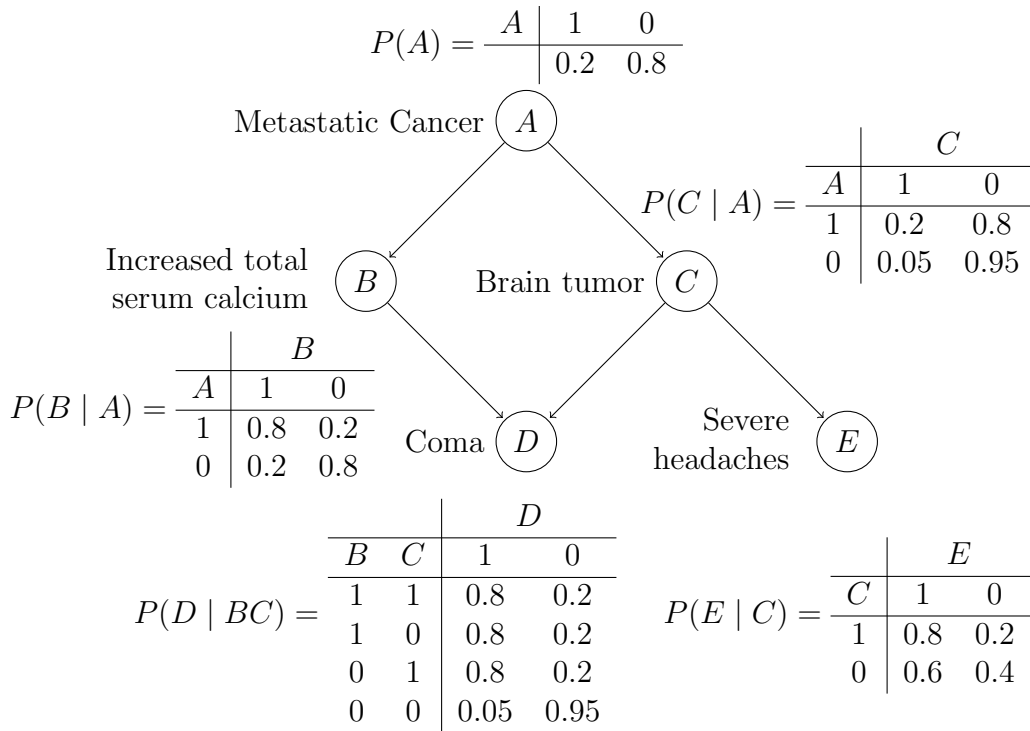 P(A) =
A 1 0
0.2 0.8
Metastatic Cancer
A
P(C | A) =
C
A 1 0
1 0.2 0.8
0 0.05 0.95
Increased total
serum calcium
B
Brain tumor
C
P(B | A) =
B
A 1 0
1 0.8 0.2
0 0.2 0.8
Coma
D
Severe
headaches
E
P(D | BC) =
D
B C 1 0
1 1 0.8 0.2
1 0 0.8 0.2
0 1 0.8 0.2
0 0 0.05 0.95
P(E | C) =
E
C 1 0
1 0.8 0.2
0 0.6 0.4